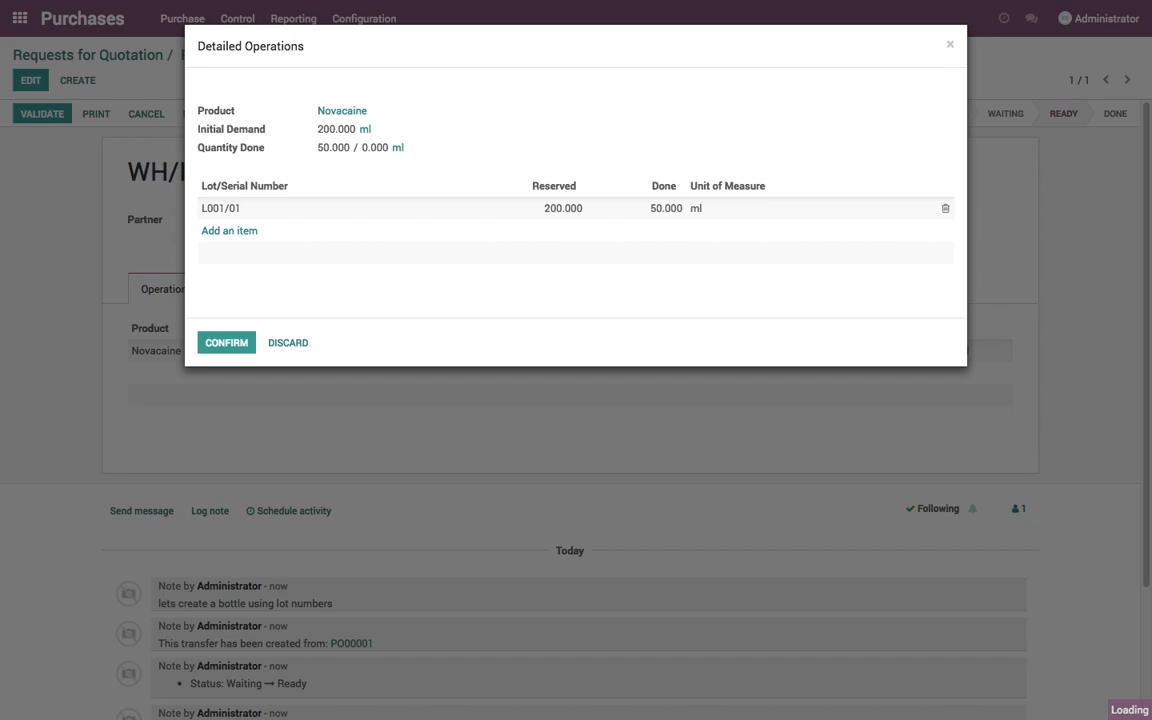 Purchases Purchase Control Reporting Configuration Administrator
Requests for Quotation /
EDIT CREATE 1 / 1
VALIDATE PRINT CANCEL WAITING READY DONE
Detailed Operations ×
Product Novacaine
Initial Demand 200.000 ml
Quantity Done 50.000 / 0.000 ml
Lot/Serial Number Reserved Done Unit of Measure
L001/01 200.000 50.000 ml
Add an item
CONFIRM DISCARD
WH/
Partner
Operation
Product
Novacaine
Send message Log note Schedule activity Following 1
Today
Note by Administrator - now
lets create a bottle using lot numbers
Note by Administrator - now
This transfer has been created from: PO00001
Note by Administrator - now
• Status: Waiting → Ready
Note by Administrator - now
Loading